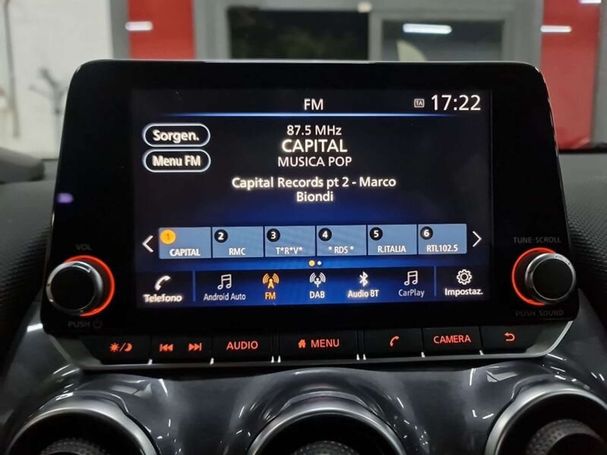 FM
TA 17:22
Sorgen.
Menu FM
87.5 MHz
CAPITAL
MUSICA POP
Capital Records pt 2 - Marco
Biondi
1 2 3 4 5 6
CAPITAL RMC T*R*V* * RDS * R.ITALIA RTL102.5
Telefono Android Auto FM DAB Audio BT CarPlay Impostaz.
VOL
PUSH
TUNE·SCROLL
PUSH SOUND
AUDIO MENU CAMERA